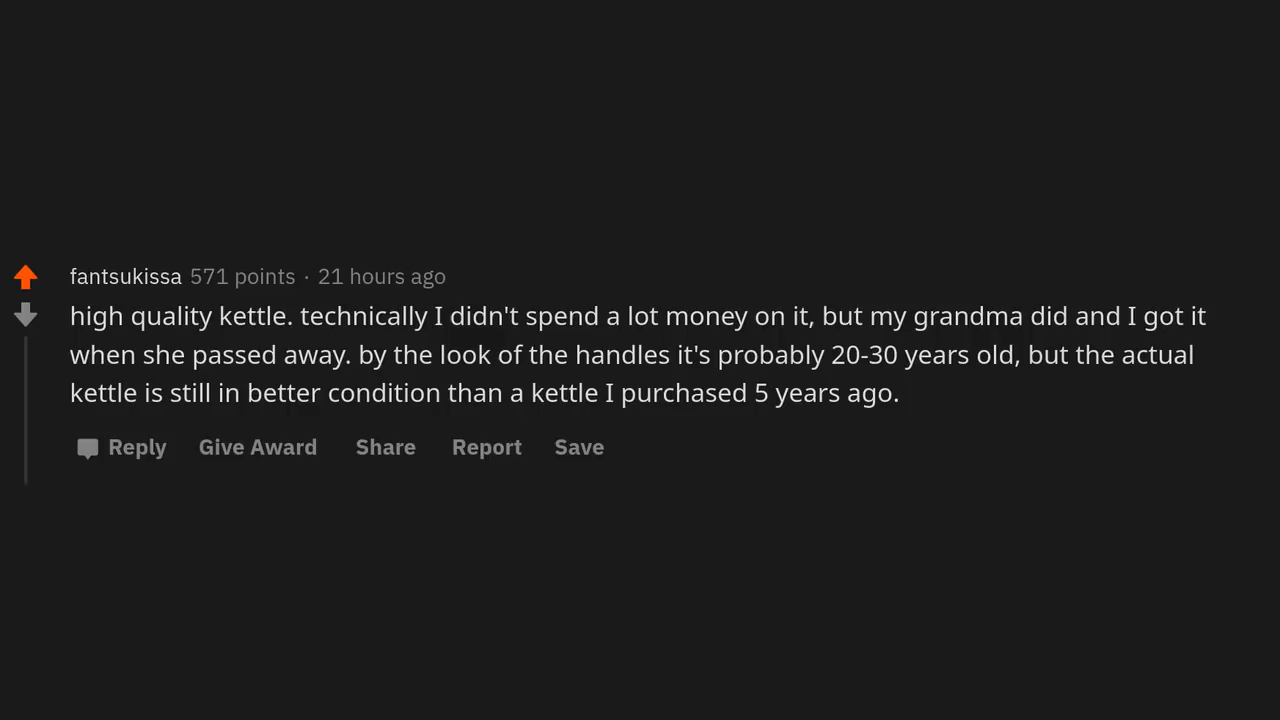 fantsukissa 571 points · 21 hours ago
high quality kettle. technically I didn't spend a lot money on it, but my grandma did and I got it
when she passed away. by the look of the handles it's probably 20-30 years old, but the actual
kettle is still in better condition than a kettle I purchased 5 years ago.
Reply Give Award Share Report Save